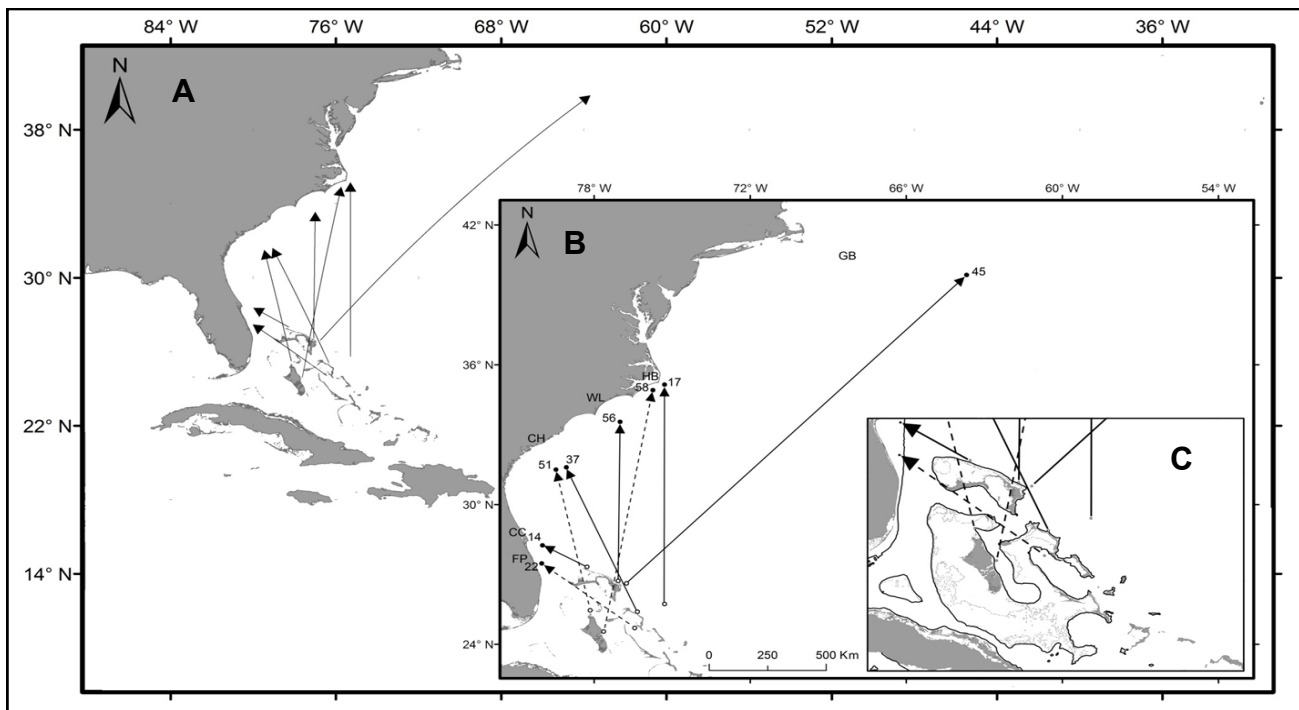 84° W 76° W 68° W 60° W 52° W 44° W 36° W
N
A
38° N
30° N
22° N
14° N
78° W 72° W 66° W 60° W 54° W
N
B
42° N
GB
45
36° N
HB
58 17
WL
56
CH
51 37
30° N
CC
14
FP
22
24° N
0 250 500 Km
C